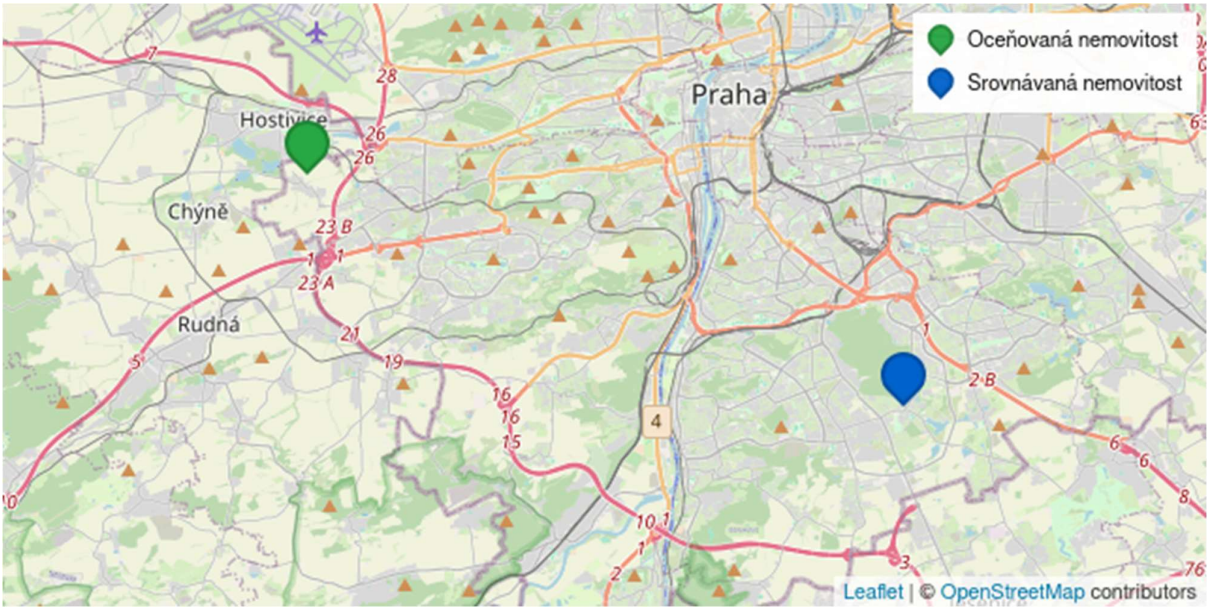 Oceňovaná nemovitost
Srovnávaná nemovitost
7
28
Praha
Hostivice
26
26
63
Chýně
23 B
1
1
23 A
Rudná
21
5
19
1
2 B
16
16
4
15
6
6
8
10
10
1
1
3
2
76
Leaflet | © OpenStreetMap contributors